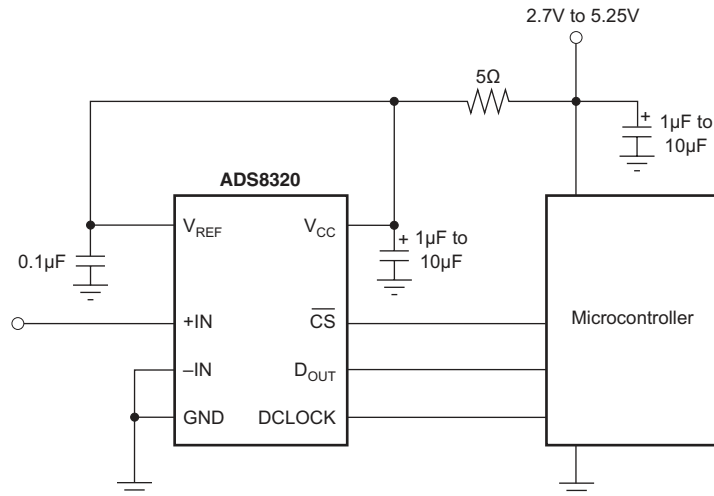 2.7V to 5.25V
5Ω
+ 1µF to
10µF
ADS8320
VREF
VCC
+ 1µF to
10µF
0.1µF
+IN
CS
Microcontroller
–IN
DOUT
GND
DCLOCK